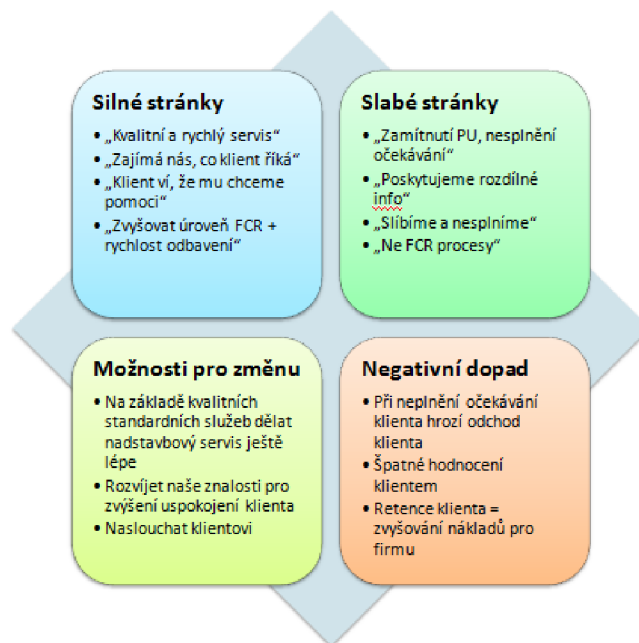 Silné stránky
• „Kvalitní a rychlý servis“
• „Zajímá nás, co klient říká“
• „Klient ví, že mu chceme
pomoci“
• „Zvyšovat úroveň FCR +
rychlost odbavení“
Slabé stránky
• „Zamítnutí PU, nesplnění
očekávání“
• „Poskytujeme rozdílné
info“
• „Slíbíme a nesplníme“
• „Ne FCR procesy“
Možnosti pro změnu
• Na základě kvalitních
standardních služeb dělat
nadstavbový servis ještě
lépe
• Rozvíjet naše znalosti pro
zvýšení uspokojení klienta
• Naslouchat klientovi
Negativní dopad
• Při neplnění očekávání
klienta hrozí odchod
klienta
• Špatné hodnocení
klientem
• Retence klienta =
zvyšování nákladů pro
firmu